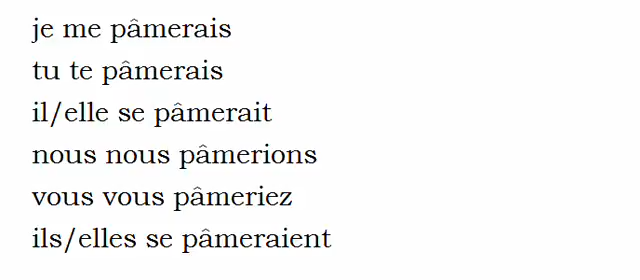 je me pâmerais
tu te pâmerais
il/elle se pâmerait
nous nous pâmerions
vous vous pâmeriez
ils/elles se pâmeraient